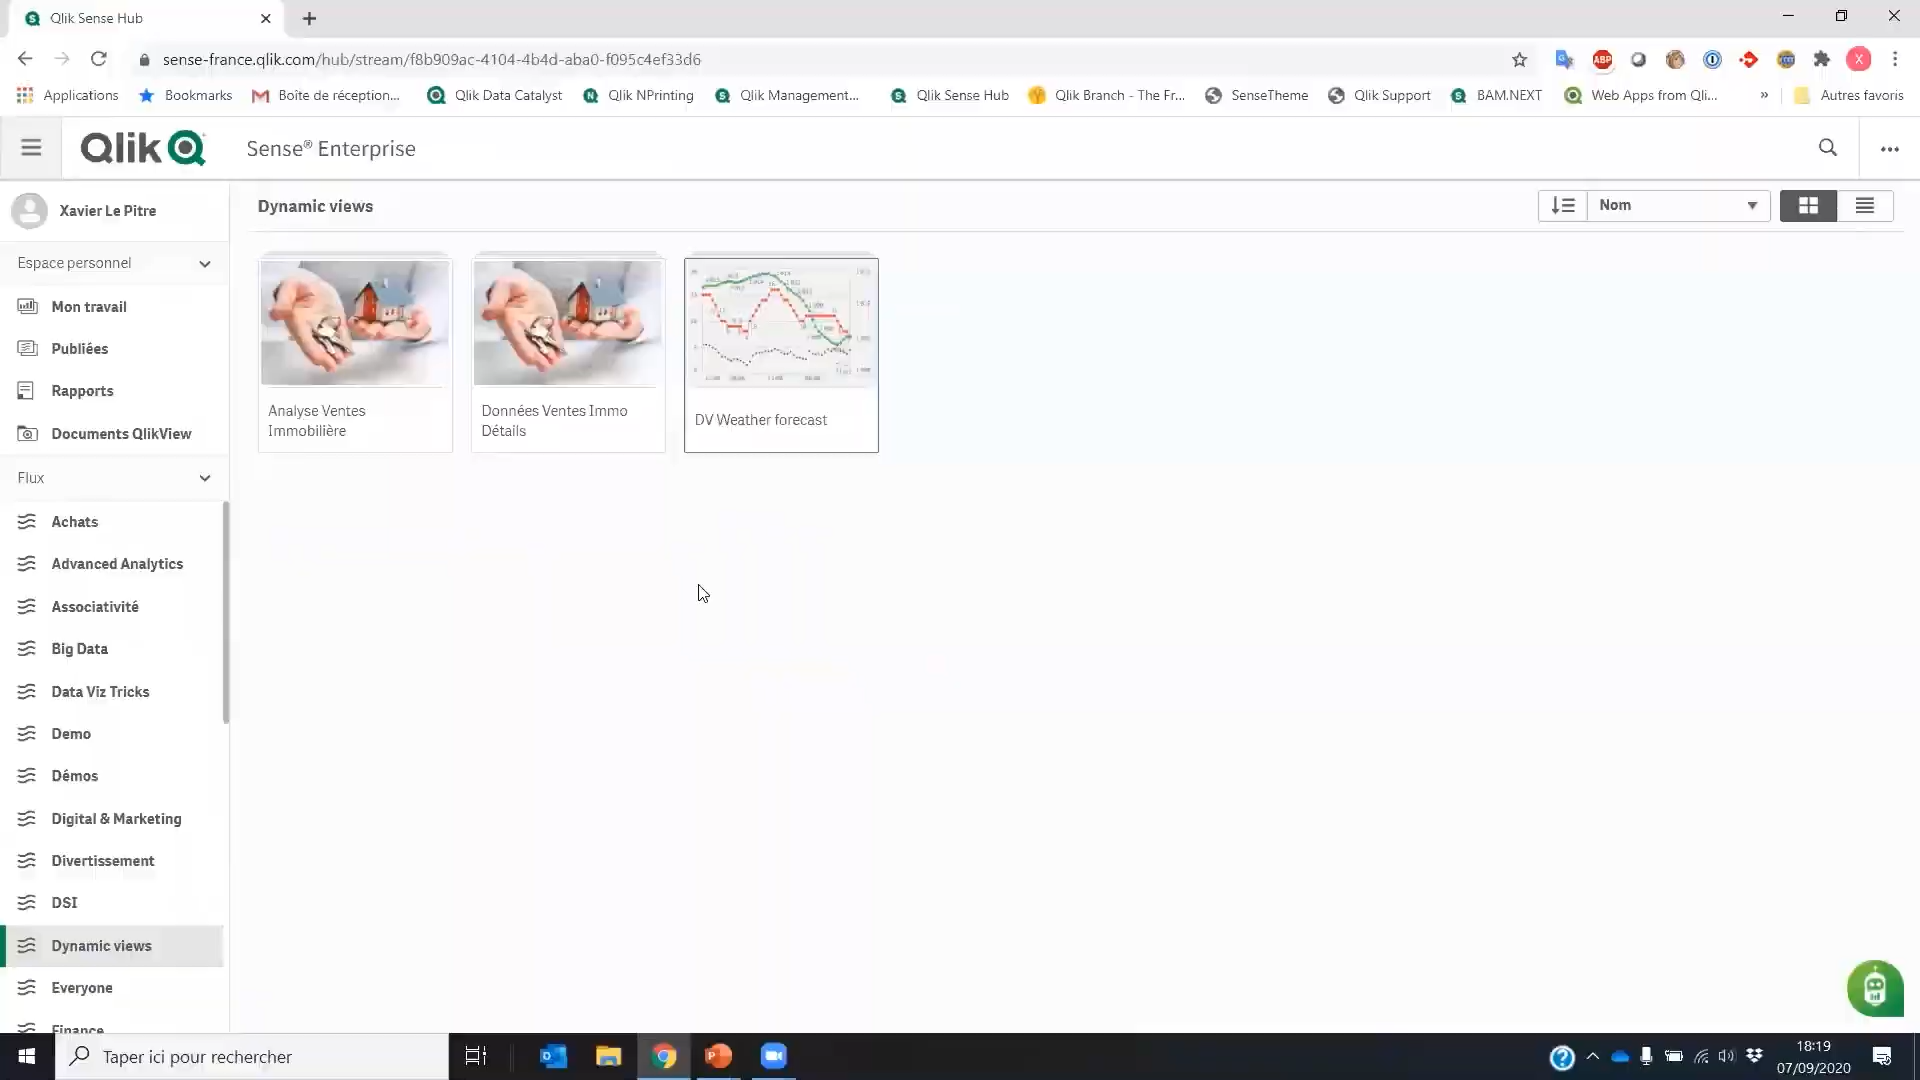 Qlik Sense Hub
sense-france.qlik.com/hub/stream/f8b909ac-4104-4b4d-aba0-f095c4ef33d6
ABP
X
Applications
Bookmarks
Boîte de réception...
Qlik Data Catalyst
Qlik NPrinting
Qlik Management...
Qlik Sense Hub
Qlik Branch - The Fr...
SenseTheme
Qlik Support
BAM.NEXT
Web Apps from Qli...
»
Autres favoris
Qlik
Sense® Enterprise
Xavier Le Pitre
Dynamic views
Nom
Espace personnel
Mon travail
Publiées
Rapports
Documents QlikView
Analyse Ventes
Immobilière
Données Ventes Immo
Détails
DV Weather forecast
Flux
Achats
Advanced Analytics
Associativité
Big Data
Data Viz Tricks
Demo
Démos
Digital & Marketing
Divertissement
DSI
Dynamic views
Everyone
Finance
Taper ici pour rechercher
18:19
07/09/2020